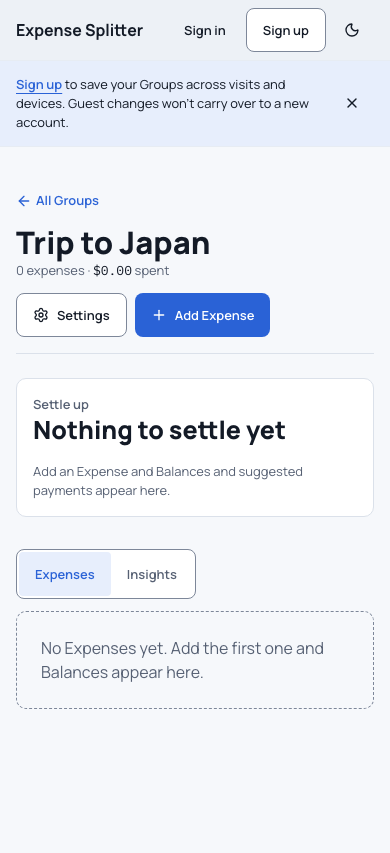 Expense Splitter
Sign in
Sign up
Sign up to save your Groups across visits and
devices. Guest changes won't carry over to a new
account.
All Groups
Trip to Japan
0 expenses · $0.00 spent
Settings
Add Expense
Settle up
Nothing to settle yet
Add an Expense and Balances and suggested
payments appear here.
Expenses
Insights
No Expenses yet. Add the first one and
Balances appear here.